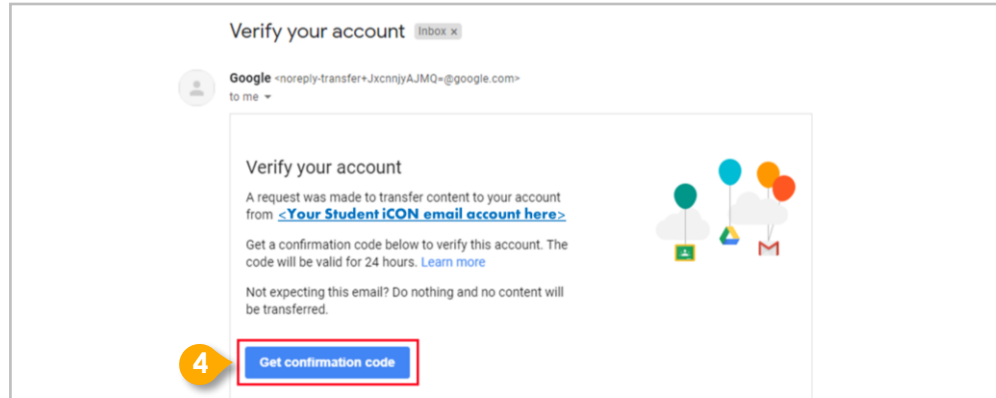 Verify your account Inbox x
Google <noreply-transfer+JxcnnjyAJMQ=@google.com>
to me
Verify your account
A request was made to transfer content to your account
from <Your Student iCON email account here>
Get a confirmation code below to verify this account. The
code will be valid for 24 hours. Learn more
Not expecting this email? Do nothing and no content will
be transferred.
4 Get confirmation code